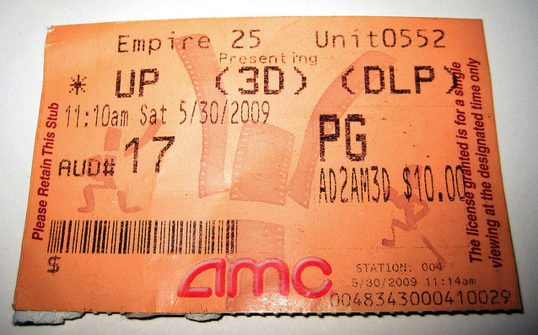 Empire 25 Unit0552
Presenting
* UP (3D) (DLP)
11:10am Sat 5/30/2009
AUD# 17
PG
AD2AM3D $10.00
Please Retain This Stub
The license granted is for a single
viewing at the designated time only
$
amc
STATION: 004
5/30/2009 11:14am
0048343000410029